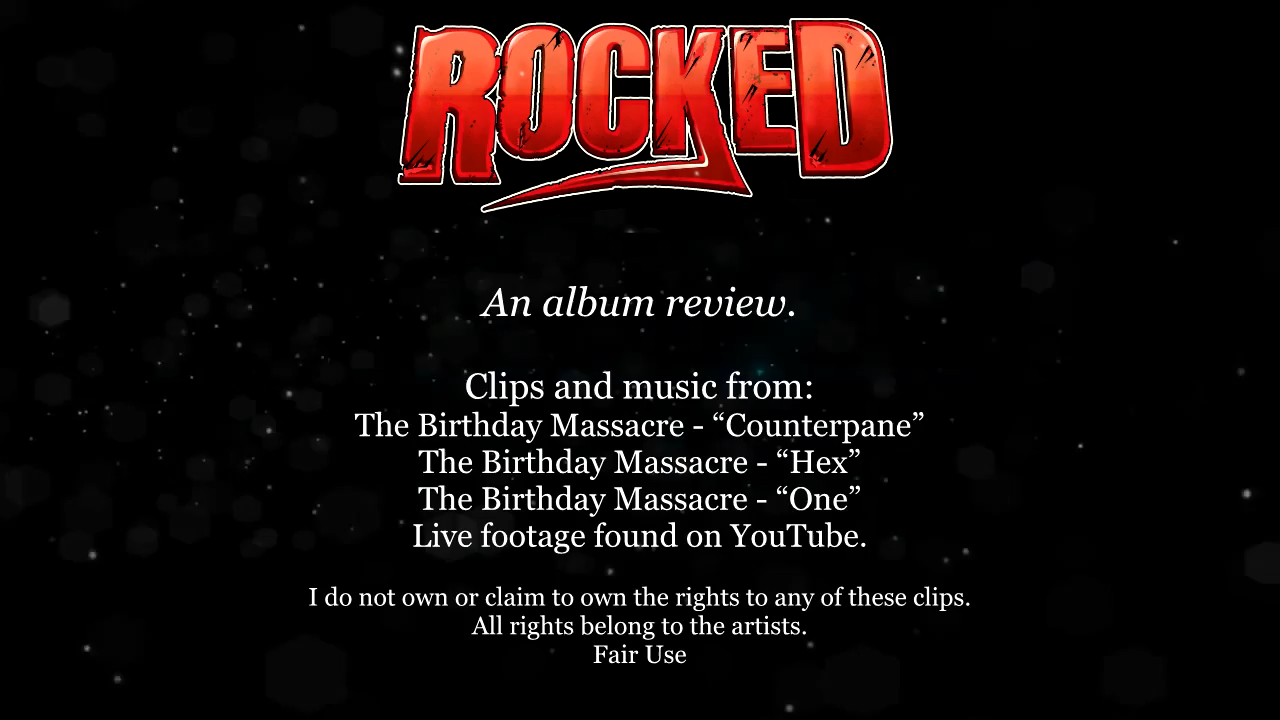 ROCKED
An album review.
Clips and music from:
The Birthday Massacre - “Counterpane”
The Birthday Massacre - “Hex”
The Birthday Massacre - “One”
Live footage found on YouTube.
I do not own or claim to own the rights to any of these clips.
All rights belong to the artists.
Fair Use